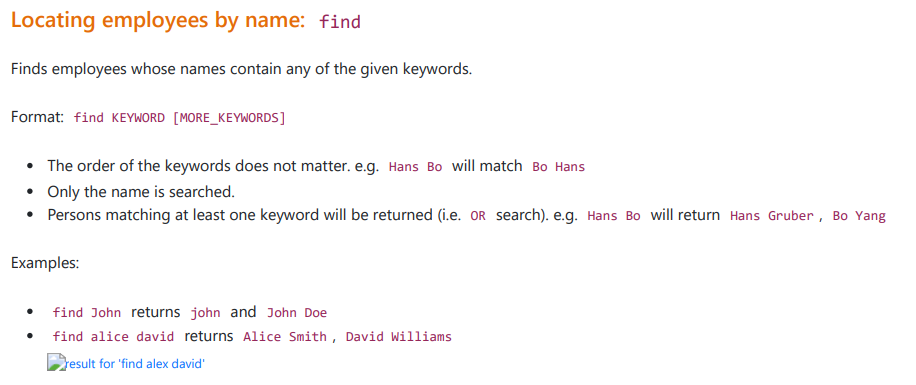 Locating employees by name: find
Finds employees whose names contain any of the given keywords.
Format: find KEYWORD [MORE_KEYWORDS]
• The order of the keywords does not matter. e.g. Hans Bo will match Bo Hans
• Only the name is searched.
• Persons matching at least one keyword will be returned (i.e. OR search). e.g. Hans Bo will return Hans Gruber, Bo Yang
Examples:
• find John returns john and John Doe
• find alice david returns Alice Smith, David Williams
result for 'find alex david'